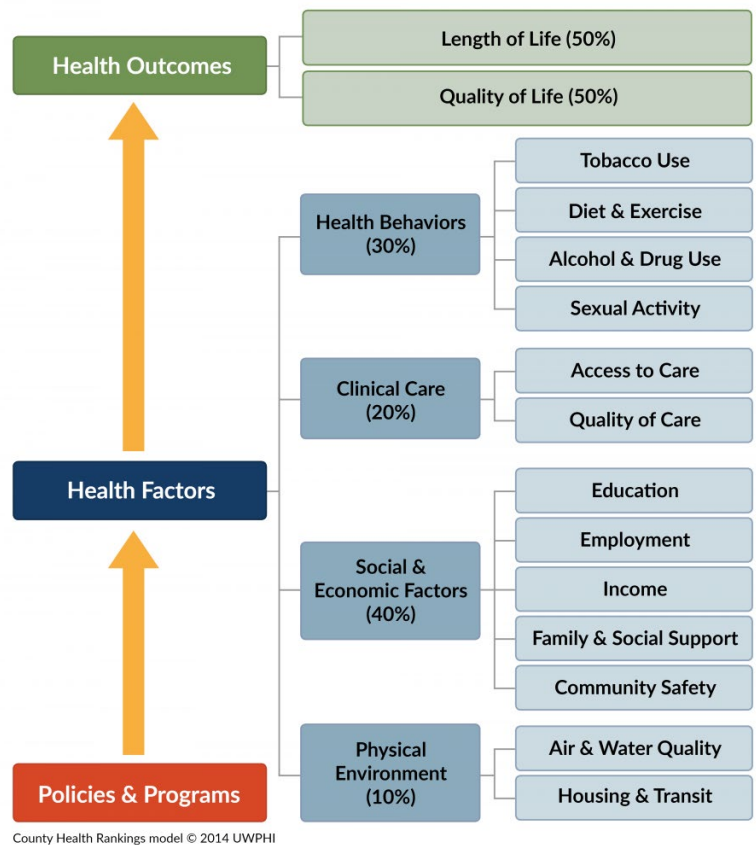 Health Outcomes
Length of Life (50%)
Quality of Life (50%)
Health Factors
Health Behaviors
(30%)
Tobacco Use
Diet & Exercise
Alcohol & Drug Use
Sexual Activity
Clinical Care
(20%)
Access to Care
Quality of Care
Social &
Economic Factors
(40%)
Education
Employment
Income
Family & Social Support
Community Safety
Physical
Environment
(10%)
Air & Water Quality
Housing & Transit
Policies & Programs
County Health Rankings model © 2014 UWPHI